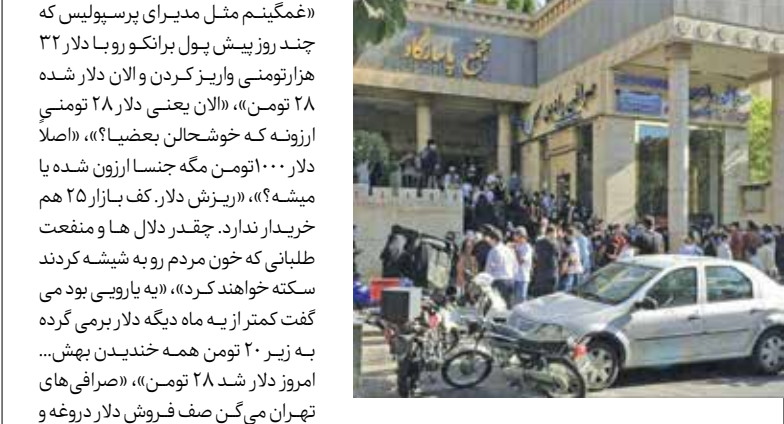 «غمگینم مثل مدیرای پرسپولیس که
چند روز پیش پول برانکو رو با دلار ۳۲
هزارتومنی واریز کردن و الان دلار شده
۲۸ تومن»، «الان یعنی دلار ۲۸ تومنیِ
ارزونه که خوشحالن بعضیا؟»، «اصلاً
دلار ۱۰۰۰تومن مگه جنسا ارزون شده یا
میشه؟»، «ریزش دلار. کف بازار ۲۵ هم
خریدار ندارد. چقدر دلال ها و منفعت
طلبانی که خون مردم رو به شیشه کردند
سکته خواهند کرد»، «یه یارویی بود می
گفت کمتر از یه ماه دیگه دلار برمی گرده
به زیر ۲۰ تومن همه خندیدن بهش...
امروز دلار شد ۲۸ تومن»، «صرافی‌های
تهران می‌گن صف فروش دلار دروغه و
مجتمع پاسارگاد
صرافی